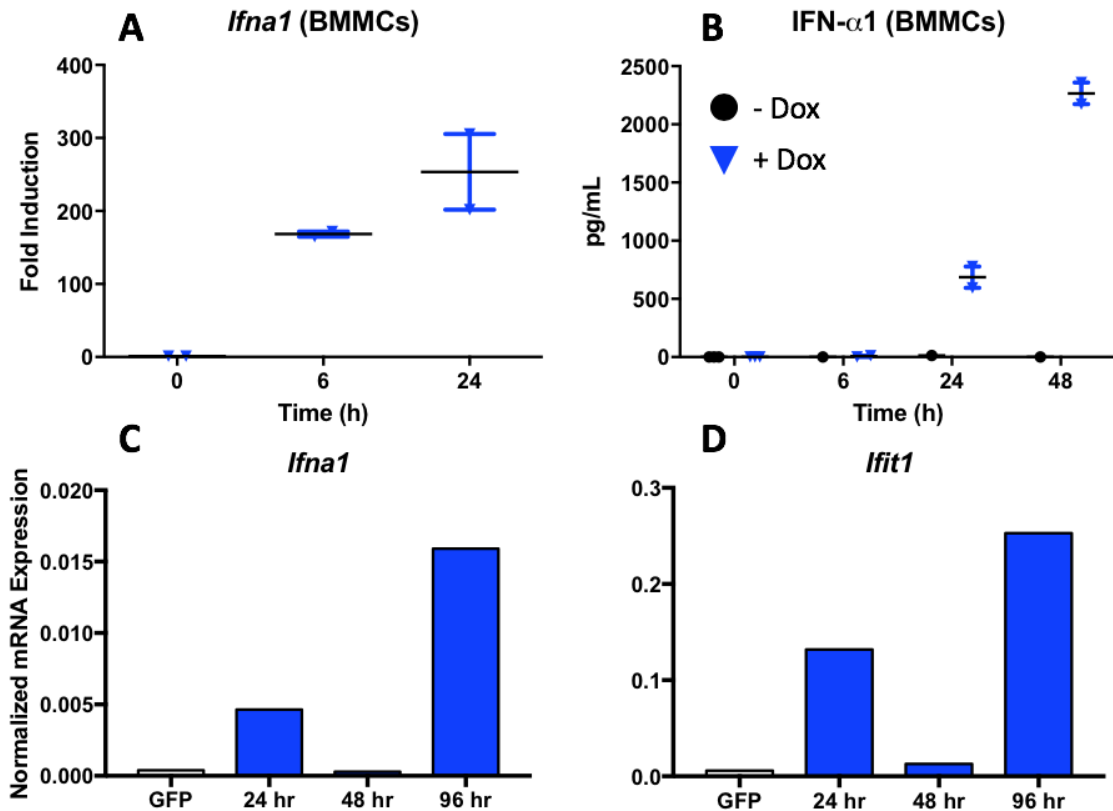 A
Ifna1 (BMMCs)
Fold Induction
400
300
200
100
0
0 6 24
Time (h)
B
IFN-α1 (BMMCs)
- Dox
+ Dox
pg/mL
2500
2000
1500
1000
500
0
0 6 24 48
Time (h)
C
Ifna1
Normalized mRNA Expression
0.020
0.015
0.010
0.005
0.000
GFP 24 hr 48 hr 96 hr
D
Ifit1
0.3
0.2
0.1
0.0
GFP 24 hr 48 hr 96 hr